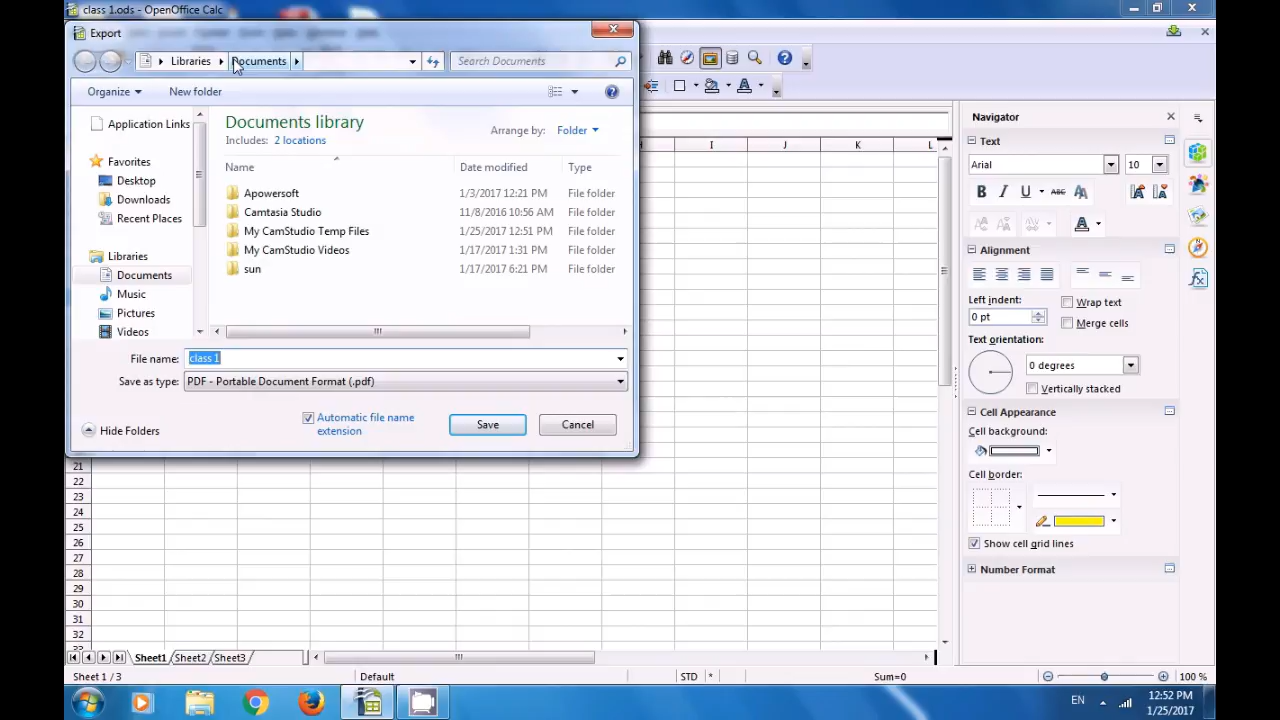 class 1.ods - OpenOffice Calc
Export
Libraries Documents
Search Documents
Organize New folder
Application Links
Favorites
Desktop
Downloads
Recent Places
Libraries
Documents
Music
Pictures
Videos
Documents library
Includes: 2 locations
Arrange by: Folder
Name Date modified Type
Apowersoft 1/3/2017 12:21 PM File folder
Camtasia Studio 11/8/2016 10:56 AM File folder
My CamStudio Temp Files 1/25/2017 12:51 PM File folder
My CamStudio Videos 1/17/2017 1:31 PM File folder
sun 1/17/2017 6:21 PM File folder
File name: class 1
Save as type: PDF - Portable Document Format (.pdf)
Automatic file name
extension
Save Cancel
Hide Folders
I J K L
21
22
23
24
25
26
27
28
29
30
31
32
Navigator
Text
Arial 10
B I U ABC
Alignment
Left indent:
0 pt
Wrap text
Merge cells
Text orientation:
0 degrees
Vertically stacked
Cell Appearance
Cell background:
Cell border:
Show cell grid lines
Number Format
Sheet1 Sheet2 Sheet3
Sheet 1 / 3 Default STD * Sum=0 100 %
EN
12:52 PM
1/25/2017